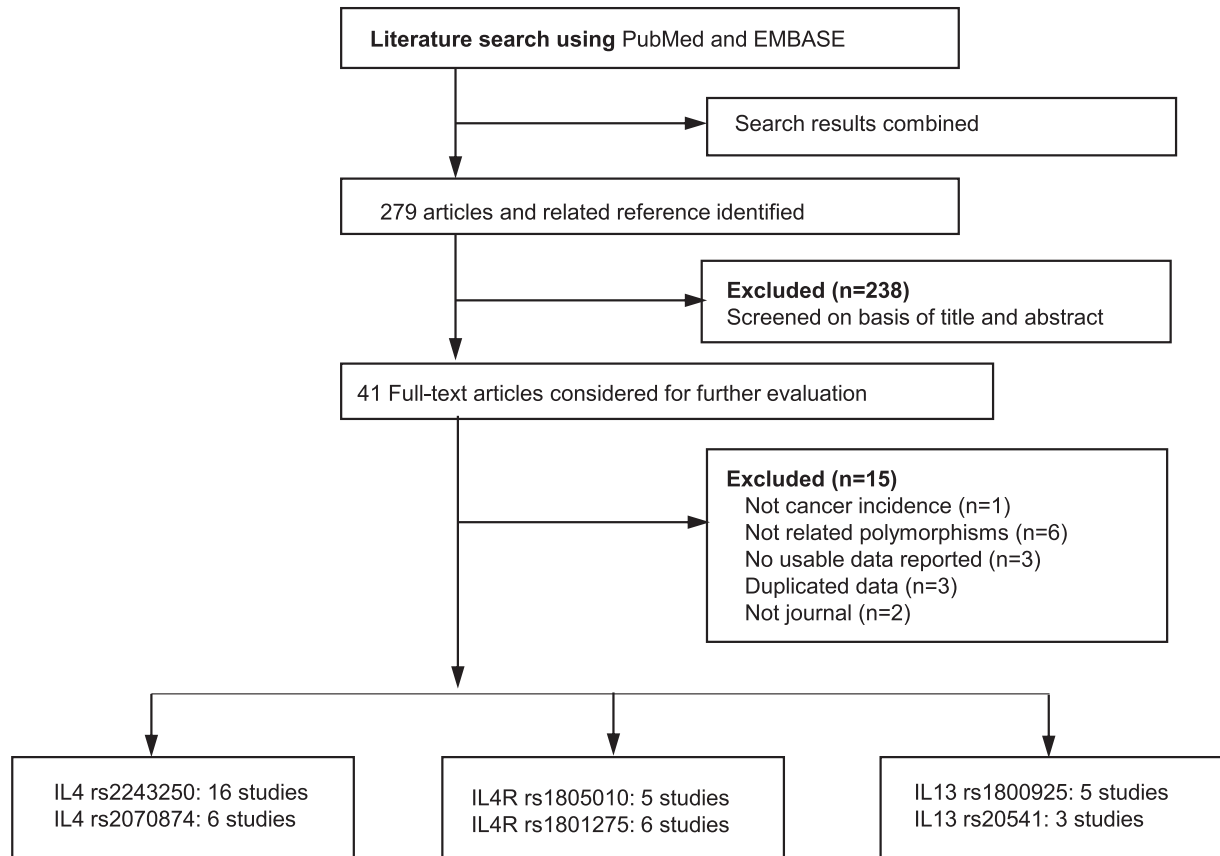 Literature search using PubMed and EMBASE
Search results combined
279 articles and related reference identified
Excluded (n=238)
Screened on basis of title and abstract
41 Full-text articles considered for further evaluation
Excluded (n=15)
Not cancer incidence (n=1)
Not related polymorphisms (n=6)
No usable data reported (n=3)
Duplicated data (n=3)
Not journal (n=2)
IL4 rs2243250: 16 studies
IL4 rs2070874: 6 studies
IL4R rs1805010: 5 studies
IL4R rs1801275: 6 studies
IL13 rs1800925: 5 studies
IL13 rs20541: 3 studies